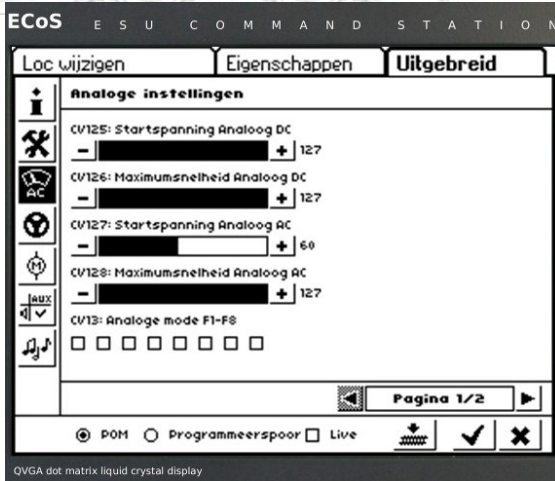 ECoS ESU COMMAND STATION
Loc wijzigen Eigenschappen Uitgebreid
Analoge instellingen
CV125: Startspanning Analoog DC
- + 127
CV126: Maximumsnelheid Analoog DC
- + 127
AC
CV127: Startspanning Analoog AC
- + 60
M
CV128: Maximumsnelheid Analoog AC
- + 127
AUX
CV13: Analoge mode F1-F8
Pagina 1/2
POM Programmeerspoor Live
QVGA dot matrix liquid crystal display